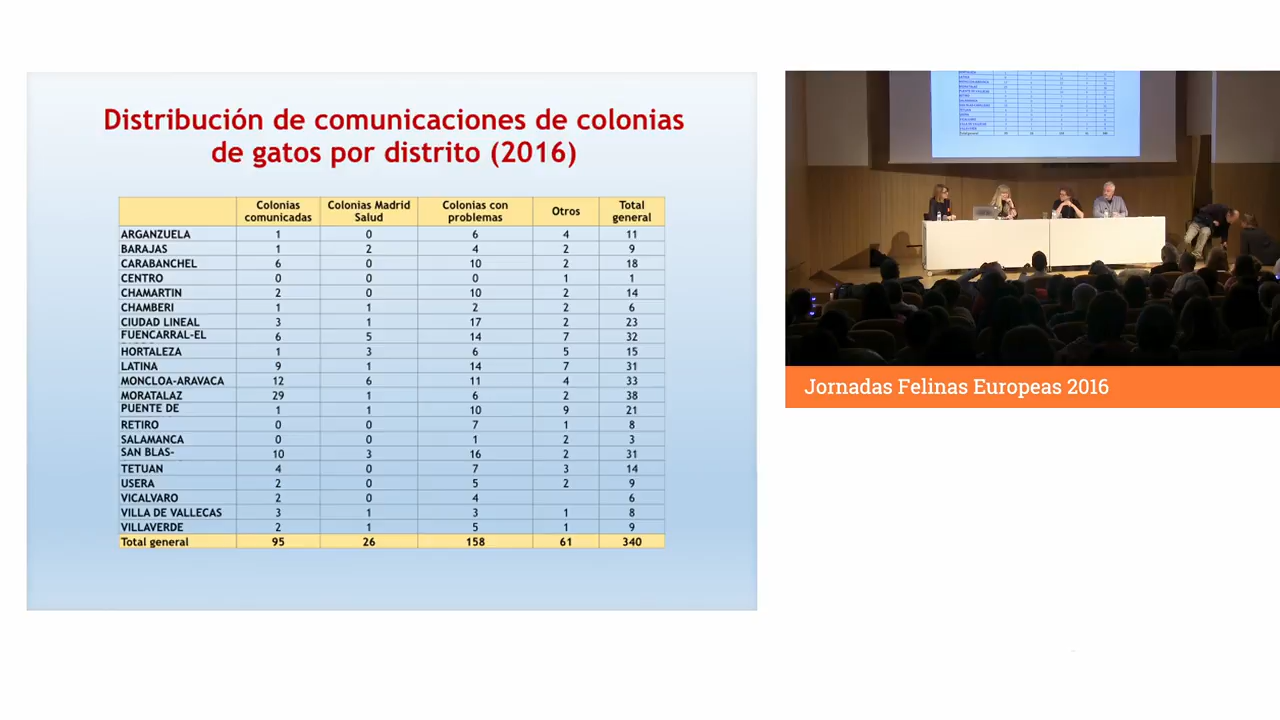 Distribución de comunicaciones de colonias
de gatos por distrito (2016)
Colonias comunicadas Colonias Madrid Salud Colonias con problemas Otros Total general
ARGANZUELA 1 0 6 4 11
BARAJAS 1 2 4 2 9
CARABANCHEL 6 0 10 2 18
CENTRO 0 0 0 1 1
CHAMARTIN 2 0 10 2 14
CHAMBERI 1 1 2 2 6
CIUDAD LINEAL 3 1 17 2 23
FUENCARRAL-EL 6 5 14 7 32
HORTALEZA 1 3 6 5 15
LATINA 9 1 14 7 31
MONCLOA-ARAVACA 12 6 11 4 33
MORATALAZ 29 1 6 2 38
PUENTE DE 1 1 10 9 21
RETIRO 0 0 7 1 8
SALAMANCA 0 0 1 2 3
SAN BLAS- 10 3 16 2 31
TETUAN 4 0 7 3 14
USERA 2 0 5 2 9
VICALVARO 2 0 4 6
VILLA DE VALLECAS 3 1 3 1 8
VILLAVERDE 2 1 5 1 9
Total general 95 26 158 61 340
Jornadas Felinas Europeas 2016